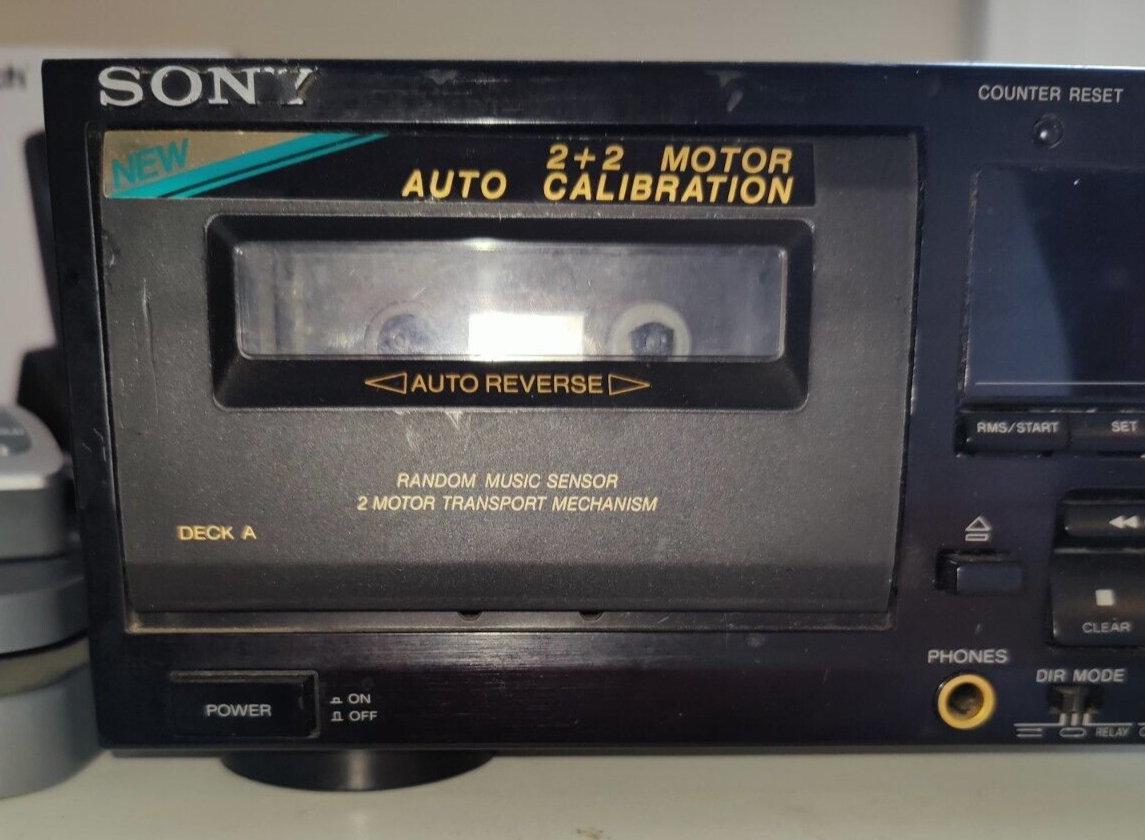 SONY
COUNTER RESET
NEW
2+2 MOTOR
AUTO CALIBRATION
AUTO REVERSE
RMS/START
SET
RANDOM MUSIC SENSOR
2 MOTOR TRANSPORT MECHANISM
DECK A
CLEAR
PHONES
DIR MODE
POWER
ON
OFF
RELAY